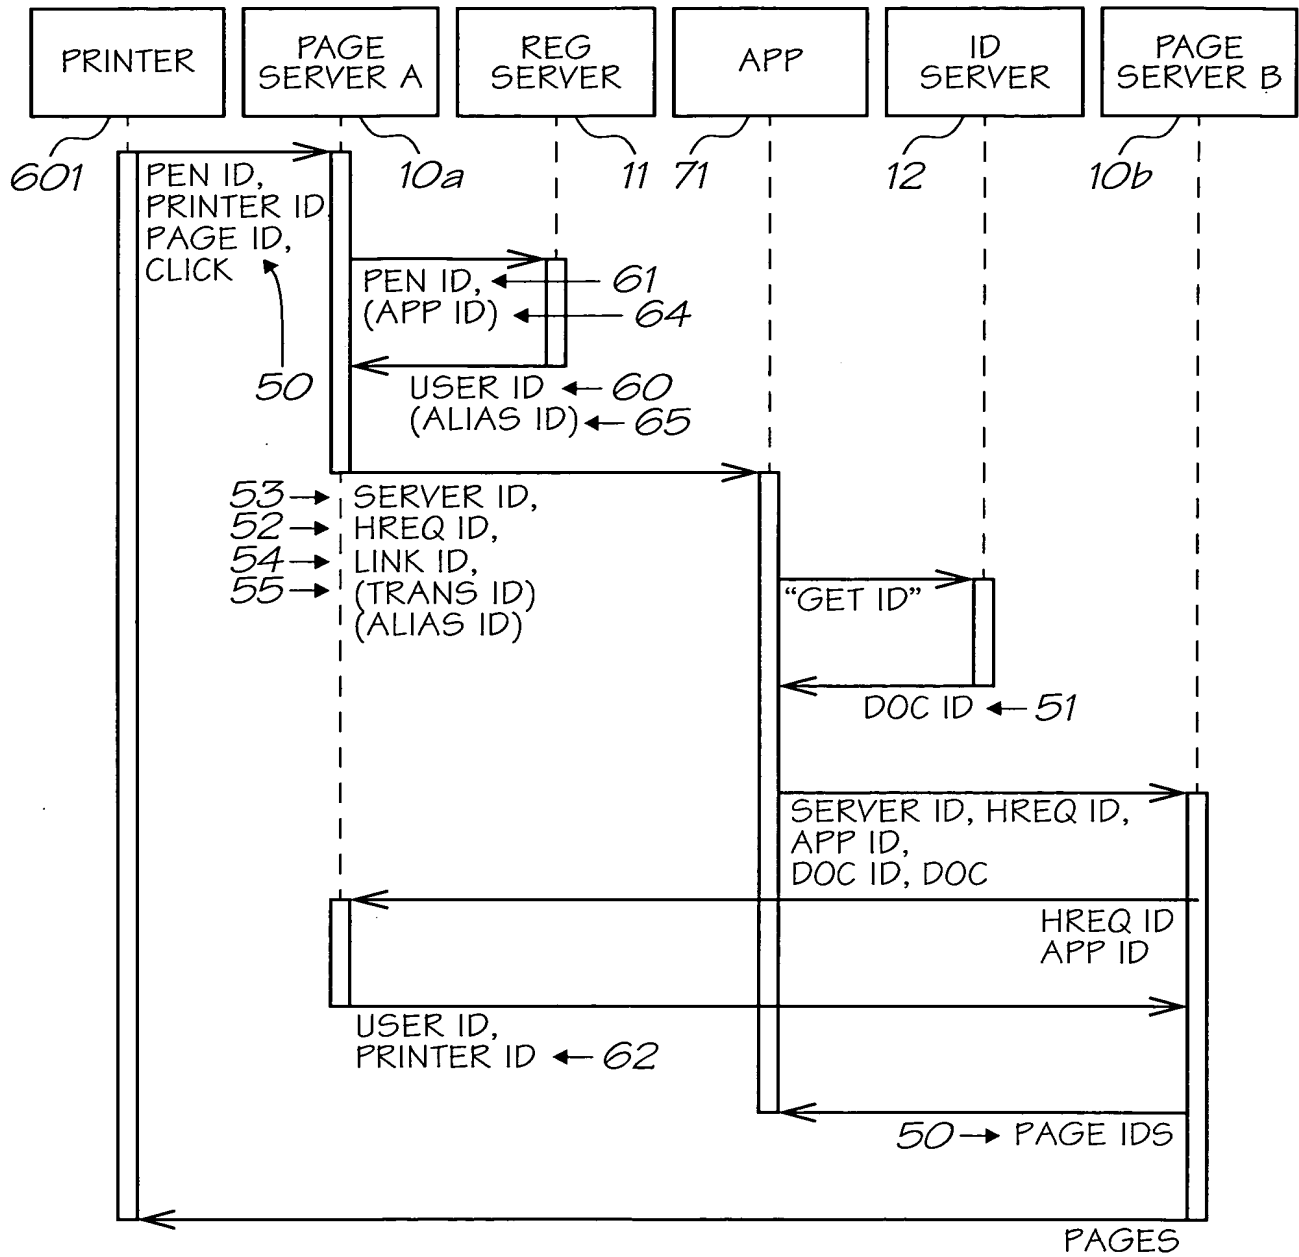 PRINTER
PAGE
SERVER A
REG
SERVER
APP
ID
SERVER
PAGE
SERVER B
601
10a
11
71
12
10b
PEN ID,
PRINTER ID
PAGE ID,
CLICK
50
PEN ID, 61
(APP ID) 64
USER ID 60
(ALIAS ID) 65
53 SERVER ID,
52 HREQ ID,
54 LINK ID,
55 (TRANS ID)
(ALIAS ID)
“GET ID”
DOC ID 51
SERVER ID, HREQ ID,
APP ID,
DOC ID, DOC
HREQ ID
APP ID
USER ID,
PRINTER ID 62
50 PAGE IDS
PAGES